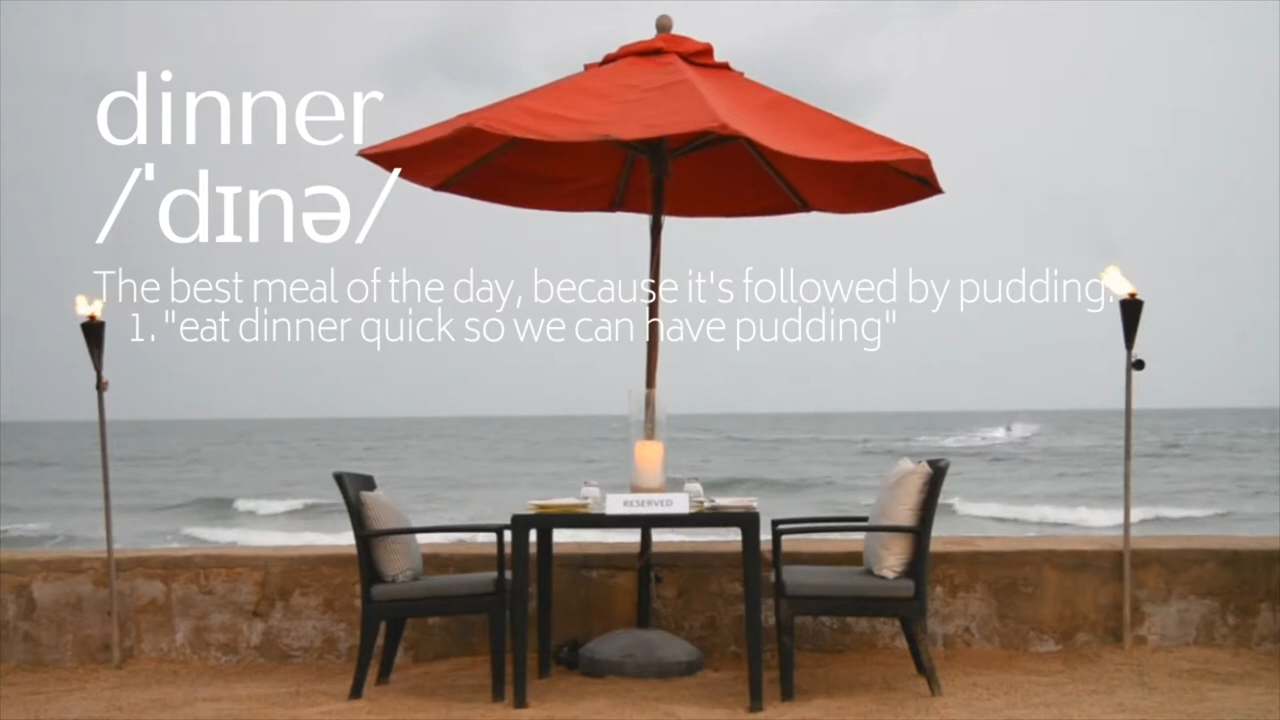 dinner
/ˈdɪnə/
The best meal of the day, because it's followed by pudding.
1. "eat dinner quick so we can have pudding"
RESERVED